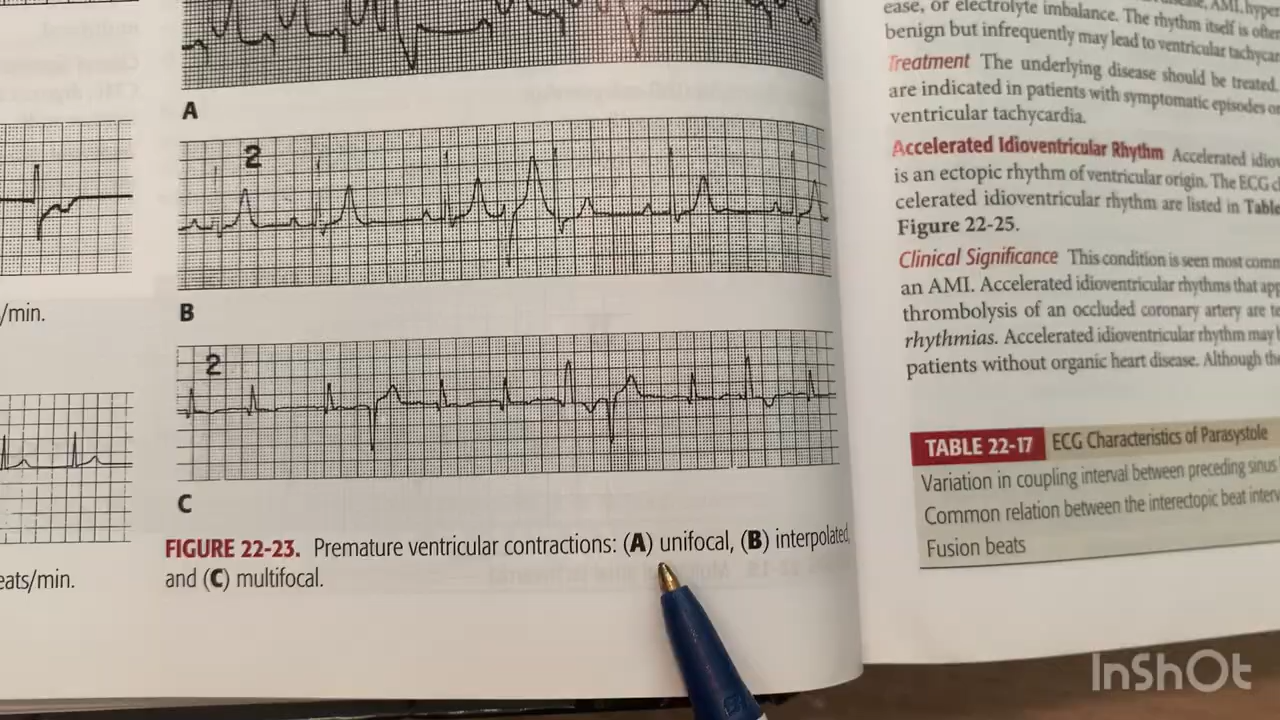 A
2
/min.
B
2
C
FIGURE 22-23. Premature ventricular contractions: (A) unifocal, (B) interpolated,
and (C) multifocal.
eats/min.
AMI, hyper
ease, or electrolyte imbalance. The rhythm itself is often
benign but infrequently may lead to ventricular tachycar
Treatment The underlying disease should be treated.
are indicated in patients with symptomatic episodes o
ventricular tachycardia.
Accelerated Idioventricular Rhythm Accelerated idiov
is an ectopic rhythm of ventricular origin. The ECG c
celerated idioventricular rhythm are listed in Table
Figure 22-25.
Clinical Significance This condition is seen most comm
an AMI. Accelerated idioventricular rhythms that app
thrombolysis of an occluded coronary artery are te
rhythmias. Accelerated idioventricular rhythm may
patients without organic heart disease. Although the
TABLE 22-17 ECG Characteristics of Parasystole
Variation in coupling interval between preceding sinus
Common relation between the interectopic beat interv
Fusion beats
InShOt